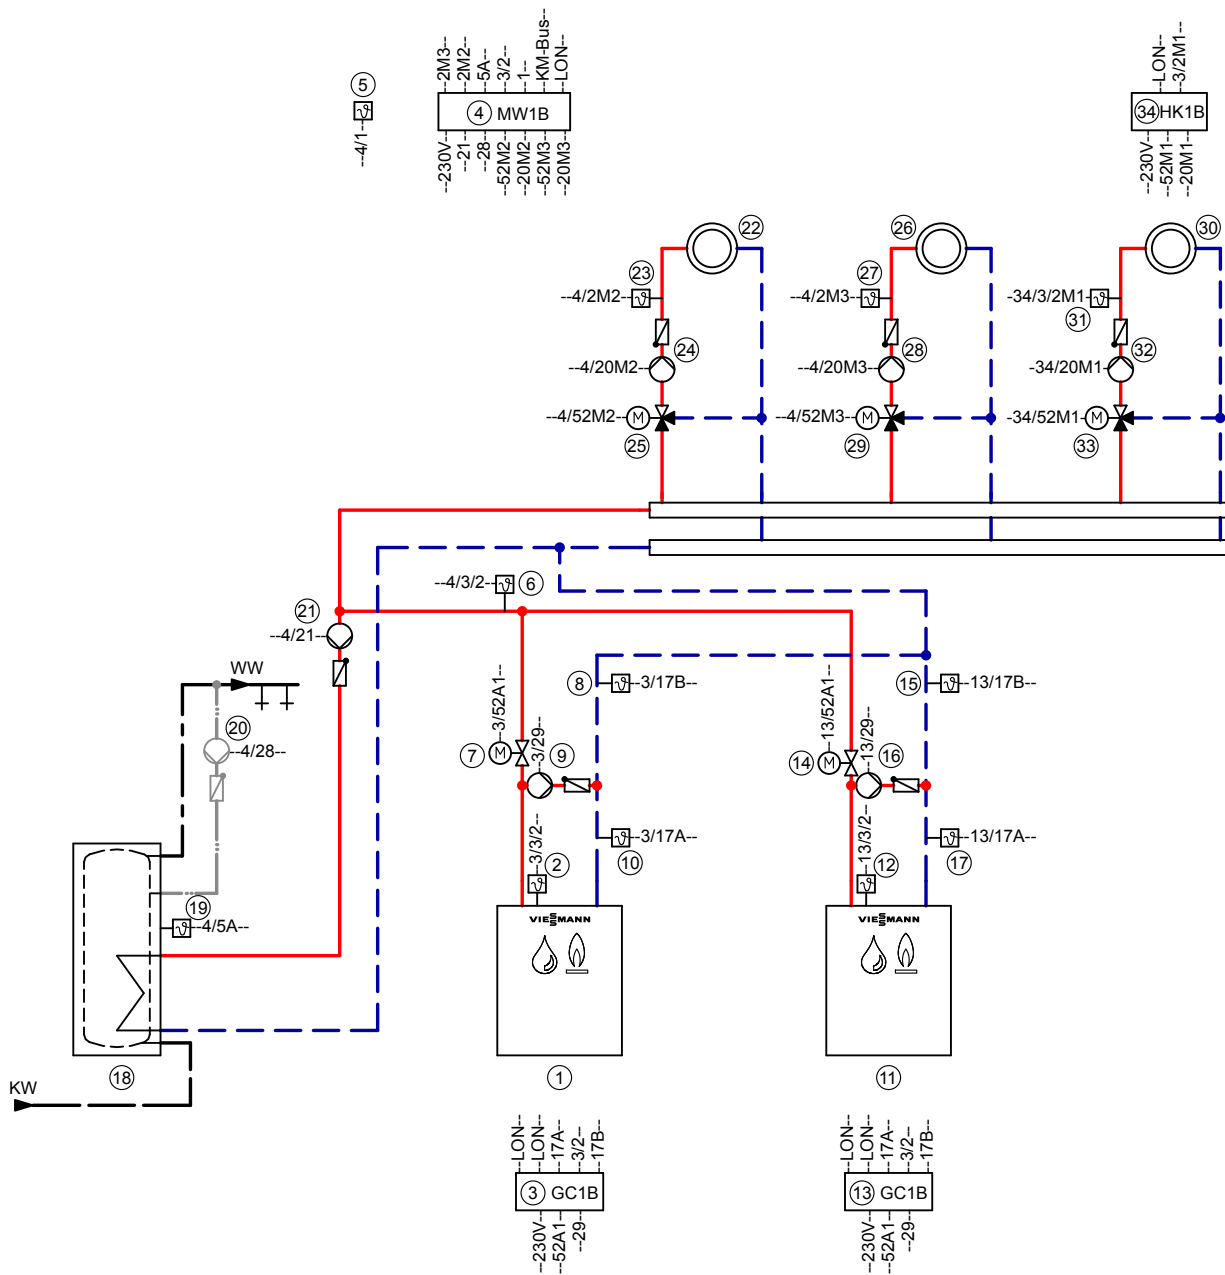 --2M3--
--2M2--
--5A--
--3/2--
--1--
--KM-Bus--
--LON--
5
--4/1--
4 MW1B
--230V--
--21--
--28--
--52M2--
--20M2--
--52M3--
--20M3--
--LON--
--3/2M1--
34 HK1B
--230V--
--52M1--
--20M1--
22
26
30
23
27
31
--4/2M2--
--4/2M3--
-34/3/2M1-
24
28
32
--4/20M2--
--4/20M3--
-34/20M1-
--4/52M2-- M
--4/52M3-- M
-34/52M1- M
25
29
33
--4/3/2-- 6
21
--4/21--
WW
8 --3/17B--
15 --13/17B--
--3/52A1--
--13/52A1--
20
--4/28--
7 M
--3/29--
9
14 M
--13/29--
16
--3/17A--
10
--13/17A--
17
--3/3/2--
2
--13/3/2--
12
19
--4/5A--
VIESMANN
VIESMANN
18
1
11
KW
--LON--
--LON--
--17A--
--3/2--
--17B--
3 GC1B
--230V--
--52A1--
--29--
--LON--
--LON--
--17A--
--3/2--
--17B--
13 GC1B
--230V--
--52A1--
--29--